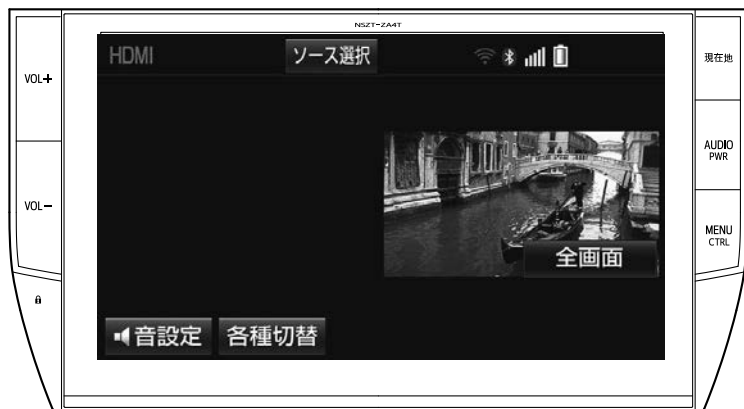 NSZT-ZA4T
HDMI
ソース選択
VOL+
現在地
AUDIO
PWR
VOL-
MENU
CTRL
全画面
音設定
各種切替